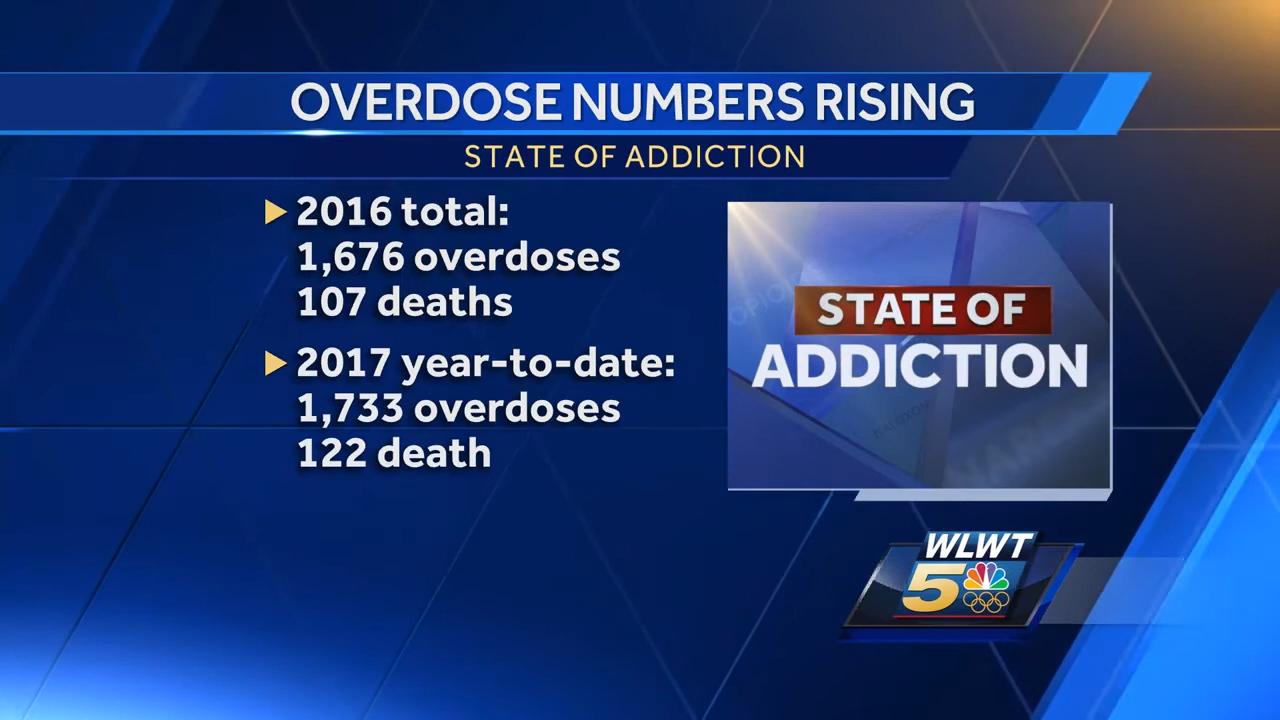 OVERDOSE NUMBERS RISING
STATE OF ADDICTION
2016 total:
1,676 overdoses
107 deaths
2017 year-to-date:
1,733 overdoses
122 death
STATE OF
ADDICTION
WLWT
5